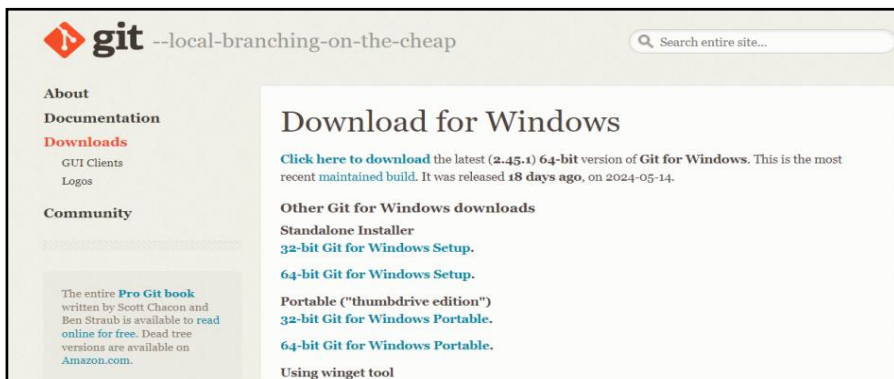 git --local-branching-on-the-cheap
Search entire site...
About
Documentation
Downloads
GUI Clients
Logos
Community
The entire Pro Git book
written by Scott Chacon and
Ben Straub is available to read
online for free. Dead tree
versions are available on
Amazon.com.
Download for Windows
Click here to download the latest (2.45.1) 64-bit version of Git for Windows. This is the most
recent maintained build. It was released 18 days ago, on 2024-05-14.
Other Git for Windows downloads
Standalone Installer
32-bit Git for Windows Setup.
64-bit Git for Windows Setup.
Portable ("thumbdrive edition")
32-bit Git for Windows Portable.
64-bit Git for Windows Portable.
Using winget tool